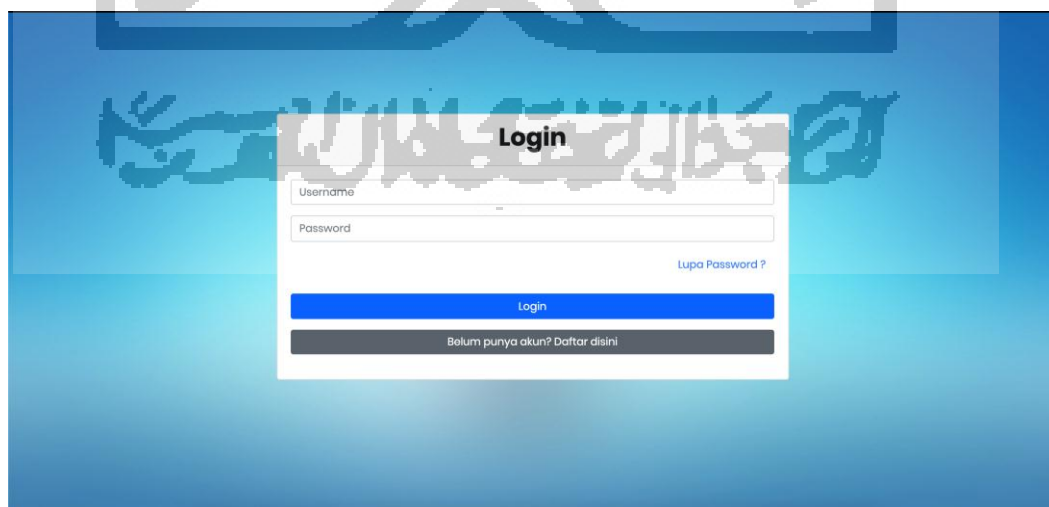 Login
Username
Password
Lupa Password ?
Login
Belum punya akun? Daftar disini